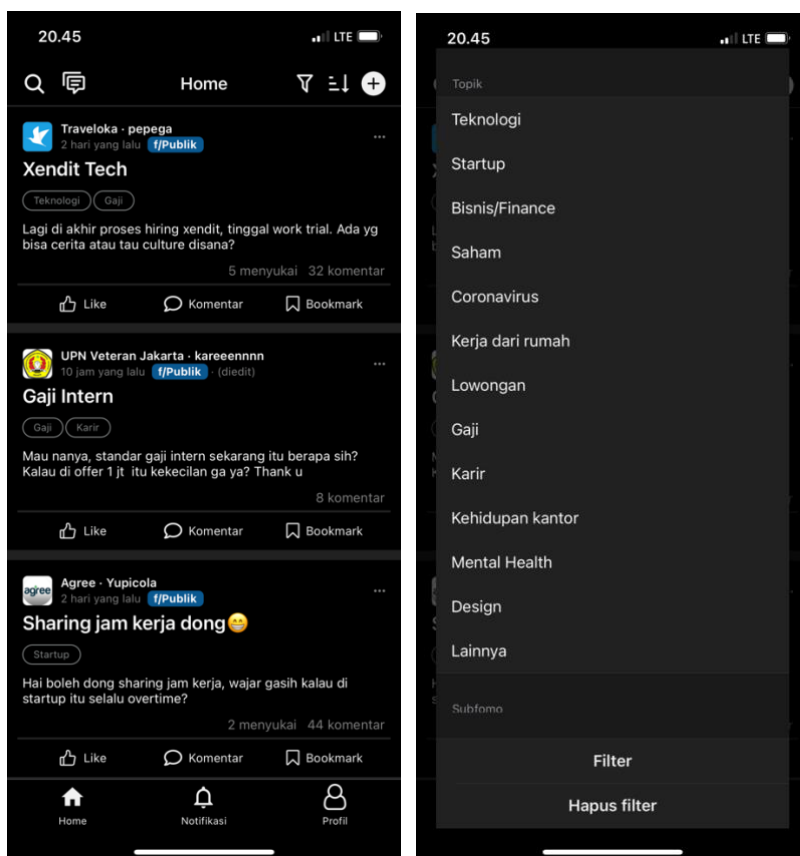 20.45
LTE
Home
Traveloka · pepega
2 hari yang lalu f/Publik
Xendit Tech
Teknologi Gaji
Lagi di akhir proses hiring xendit, tinggal work trial. Ada yg
bisa cerita atau tau culture disana?
5 menyukai 32 komentar
Like Komentar Bookmark
UPN Veteran Jakarta · kareeennnn
10 jam yang lalu f/Publik · (diedit)
Gaji Intern
Gaji Karir
Mau nanya, standar gaji intern sekarang itu berapa sih?
Kalau di offer 1 jt itu kekecilan ga ya? Thank u
8 komentar
Like Komentar Bookmark
agree
Agree · Yupicola
2 hari yang lalu f/Publik
Sharing jam kerja dong😁
Startup
Hai boleh dong sharing jam kerja, wajar gasih kalau di
startup itu selalu overtime?
2 menyukai 44 komentar
Like Komentar Bookmark
Home Notifikasi Profil
20.45
LTE
Topik
Teknologi
Startup
Bisnis/Finance
Saham
Coronavirus
Kerja dari rumah
Lowongan
Gaji
Karir
Kehidupan kantor
Mental Health
Design
Lainnya
Subfomo
Filter
Hapus filter